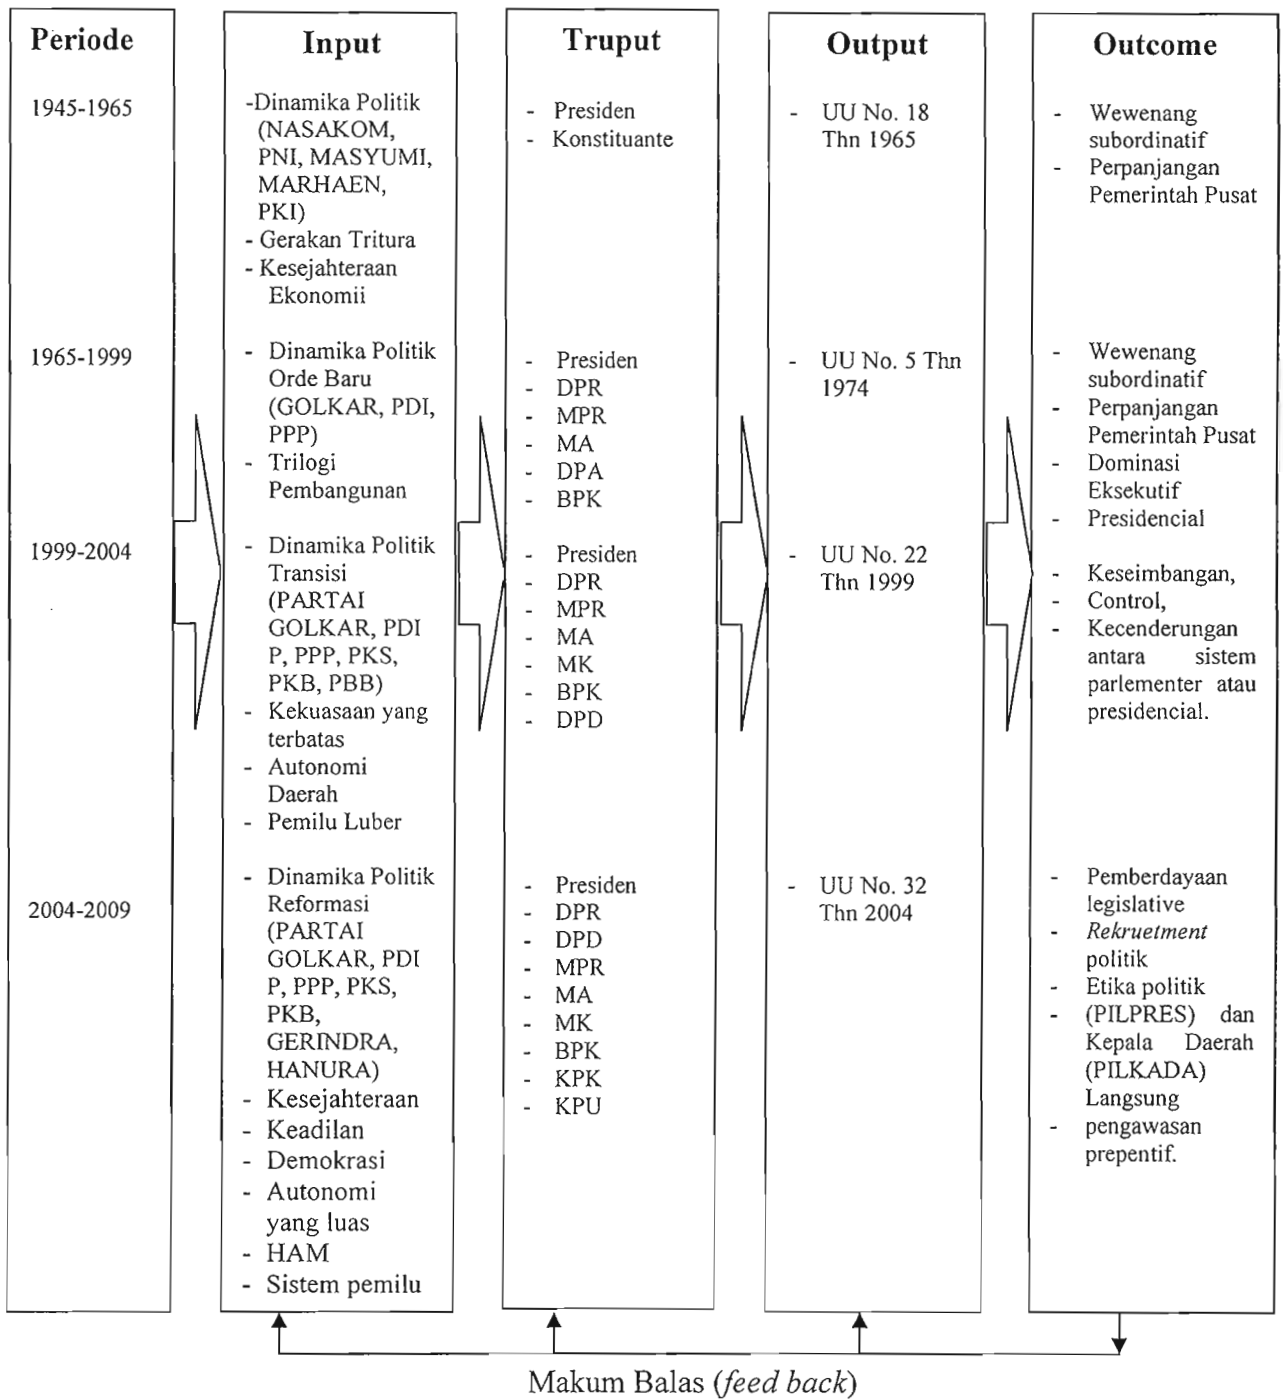 Periode
1945-1965
1965-1999
1999-2004
2004-2009
Input
-Dinamika Politik
(NASAKOM,
PNI, MASYUMI,
MARHAEN,
PKI)
- Gerakan Tritura
- Kesejahteraan
Ekonomii
- Dinamika Politik
Orde Baru
(GOLKAR, PDI,
PPP)
- Trilogi
Pembangunan
- Dinamika Politik
Transisi
(PARTAI
GOLKAR, PDI
P, PPP, PKS,
PKB, PBB)
- Kekuasaan yang
terbatas
- Autonomi
Daerah
- Pemilu Luber
- Dinamika Politik
Reformasi
(PARTAI
GOLKAR, PDI
P, PPP, PKS,
PKB,
GERINDRA,
HANURA)
- Kesejahteraan
- Keadilan
- Demokrasi
- Autonomi
yang luas
- HAM
- Sistem pemilu
Truput
- Presiden
- Konstituante
- Presiden
- DPR
- MPR
- MA
- DPA
- BPK
- Presiden
- DPR
- MPR
- MA
- MK
- BPK
- DPD
- Presiden
- DPR
- DPD
- MPR
- MA
- MK
- BPK
- KPK
- KPU
Output
- UU No. 18
Thn 1965
- UU No. 5 Thn
1974
- UU No. 22
Thn 1999
- UU No. 32
Thn 2004
Outcome
- Wewenang
subordinatif
- Perpanjangan
Pemerintah Pusat
- Wewenang
subordinatif
- Perpanjangan
Pemerintah Pusat
- Dominasi
Eksekutif
- Presidencial
- Keseimbangan,
- Control,
- Kecenderungan
antara sistem
parlementer atau
presidencial.
- Pemberdayaan
legislative
- Rekruetment
politik
- Etika politik
- (PILPRES) dan
Kepala Daerah
(PILKADA)
Langsung
- pengawasan
prepentif.
Makum Balas (feed back)